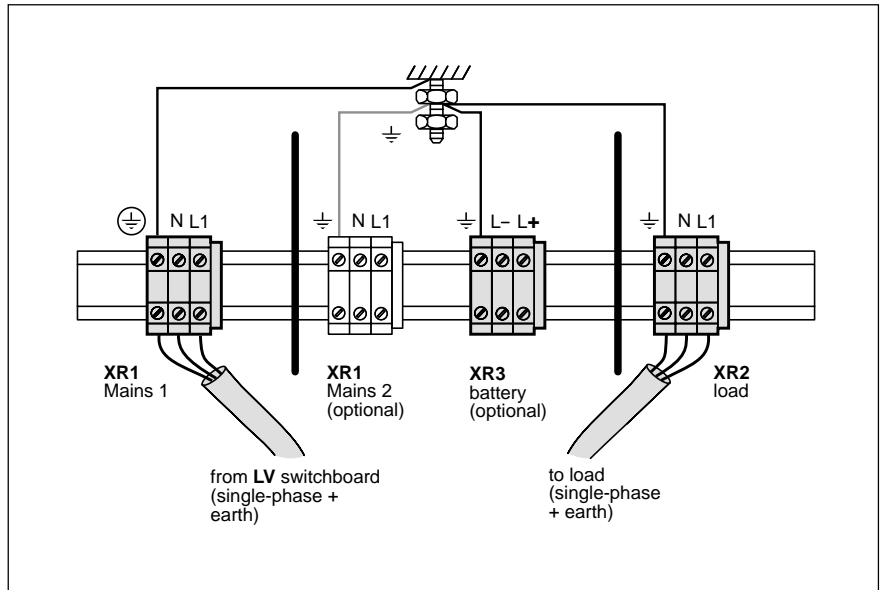 N L1
N L1
L– L+
N L1
XR1
Mains 1
XR1
Mains 2
(optional)
XR3
battery
(optional)
XR2
load
from LV switchboard
(single-phase +
earth)
to load
(single-phase
+ earth)